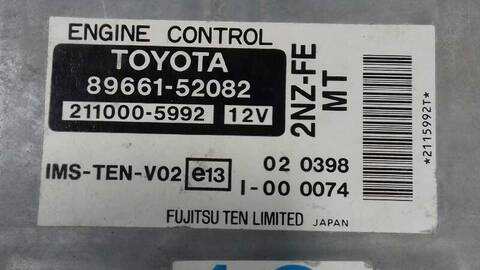 ENGINE CONTROL
TOYOTA
89661-52082
211000-5992 12V
2NZ-FE
MT
IMS-TEN-V02 e13 02 0398
I-00 0074
FUJITSU TEN LIMITED JAPAN
*2115992T*